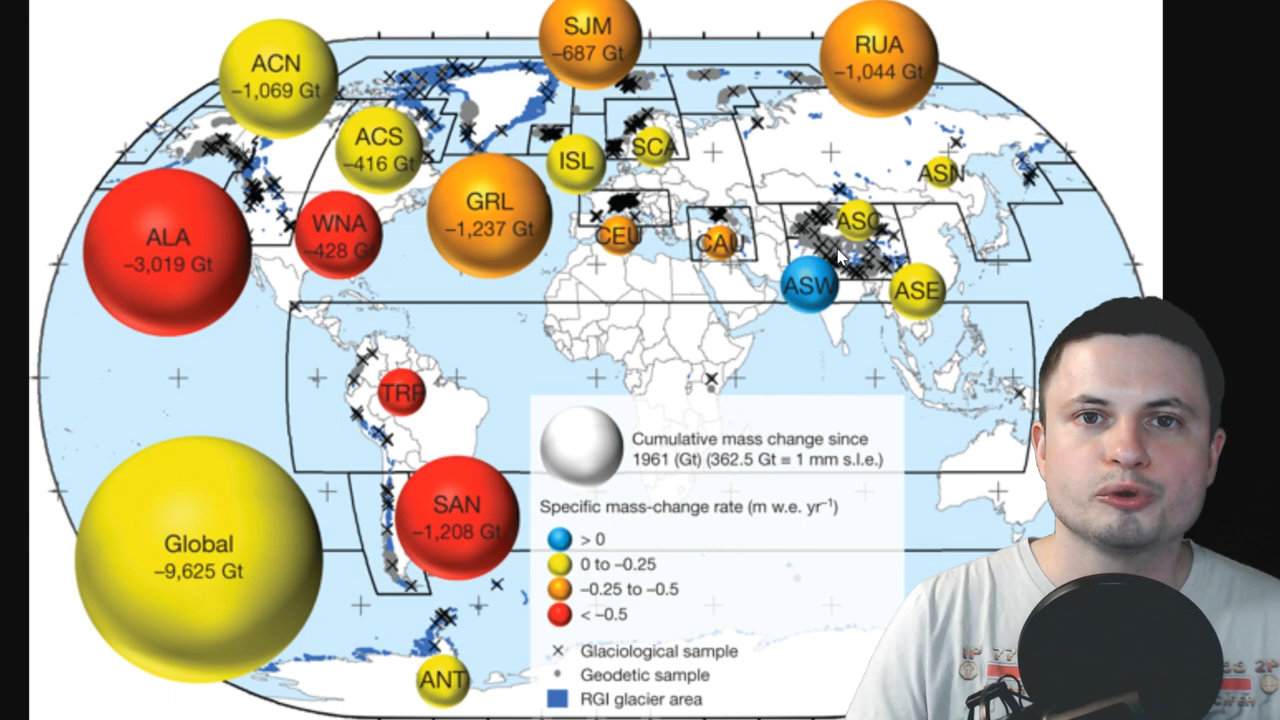 SJM
–687 Gt
RUA
–1,044 Gt
ACN
–1,069 Gt
ACS
–416 Gt
ISL
SCA
ASN
GRL
–1,237 Gt
ALA
–3,019 Gt
WNA
–428 Gt
CEU
CAU
ASC
ASW
ASE
TRP
SAN
–1,208 Gt
Global
–9,625 Gt
ANT
Cumulative mass change since
1961 (Gt) (362.5 Gt = 1 mm s.l.e.)
Specific mass-change rate (m w.e. yr⁻¹)
> 0
0 to –0.25
–0.25 to –0.5
< –0.5
Glaciological sample
Geodetic sample
RGI glacier area